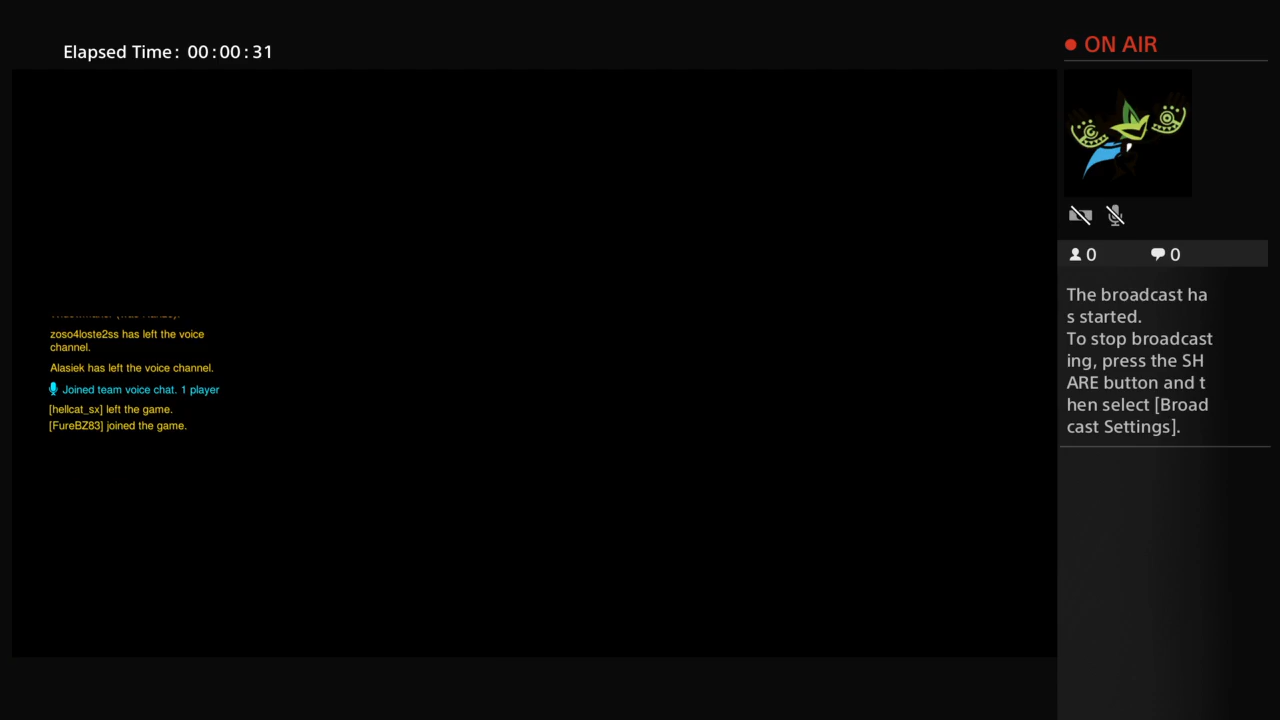 Elapsed Time: 00:00:31
ON AIR
0 0
The broadcast ha
s started.
To stop broadcast
ing, press the SH
ARE button and t
hen select [Broad
cast Settings].
zoso4loste2ss has left the voice
channel.
Alasiek has left the voice channel.
Joined team voice chat. 1 player
[hellcat_sx] left the game.
[FureBZ83] joined the game.